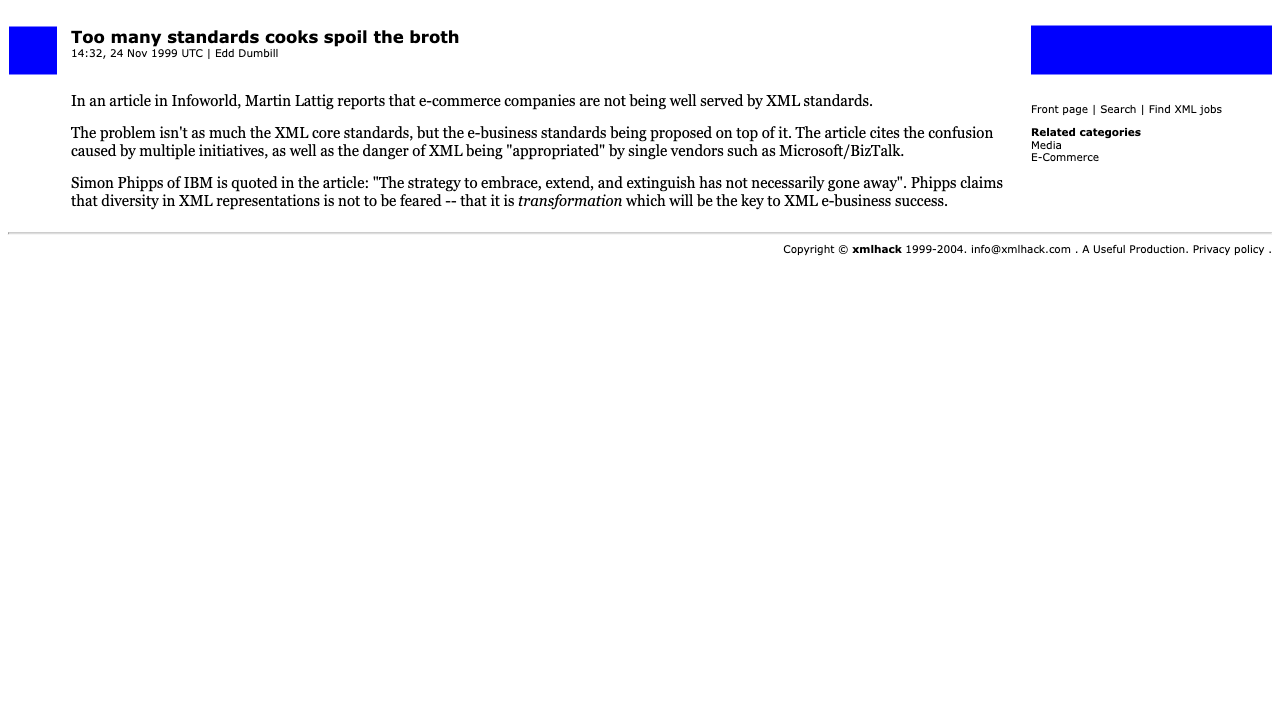 Too many standards cooks spoil the broth
14:32, 24 Nov 1999 UTC | Edd Dumbill
In an article in Infoworld, Martin Lattig reports that e-commerce companies are not being well served by XML standards.
The problem isn't as much the XML core standards, but the e-business standards being proposed on top of it. The article cites the confusion
caused by multiple initiatives, as well as the danger of XML being "appropriated" by single vendors such as Microsoft/BizTalk.
Simon Phipps of IBM is quoted in the article: "The strategy to embrace, extend, and extinguish has not necessarily gone away". Phipps claims
that diversity in XML representations is not to be feared -- that it is transformation which will be the key to XML e-business success.
Front page | Search | Find XML jobs
Related categories
Media
E-Commerce
Copyright © xmlhack 1999-2004. info@xmlhack.com . A Useful Production. Privacy policy .